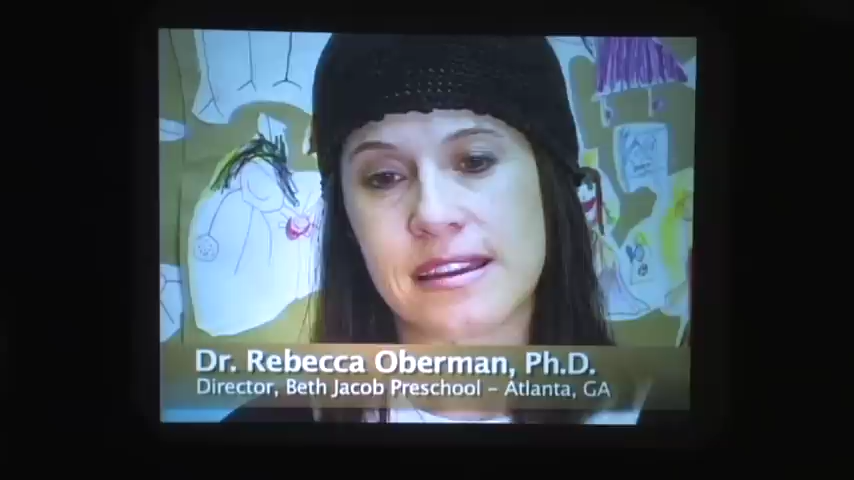 Dr. Rebecca Oberman, Ph.D.
Director, Beth Jacob Preschool – Atlanta, GA